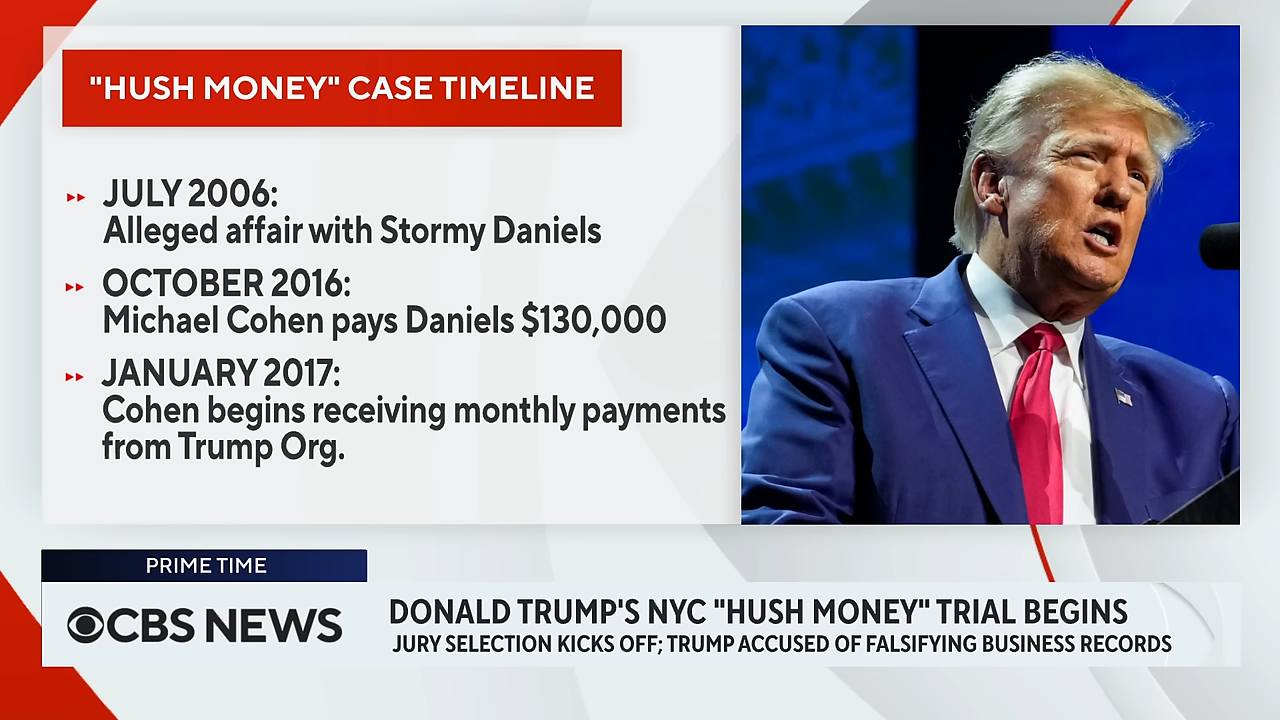 "HUSH MONEY" CASE TIMELINE
JULY 2006:
Alleged affair with Stormy Daniels
OCTOBER 2016:
Michael Cohen pays Daniels $130,000
JANUARY 2017:
Cohen begins receiving monthly payments
from Trump Org.
PRIME TIME
CBS NEWS
DONALD TRUMP'S NYC "HUSH MONEY" TRIAL BEGINS
JURY SELECTION KICKS OFF; TRUMP ACCUSED OF FALSIFYING BUSINESS RECORDS